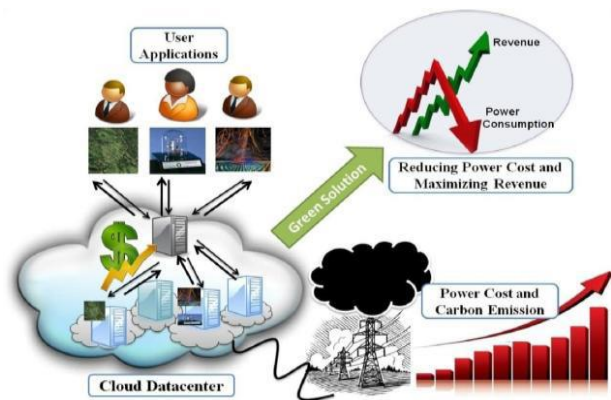 User
Applications
Revenue
Power
Consumption
Reducing Power Cost and
Maximizing Revenue
Green Solution
$
Power Cost and
Carbon Emission
Cloud Datacenter